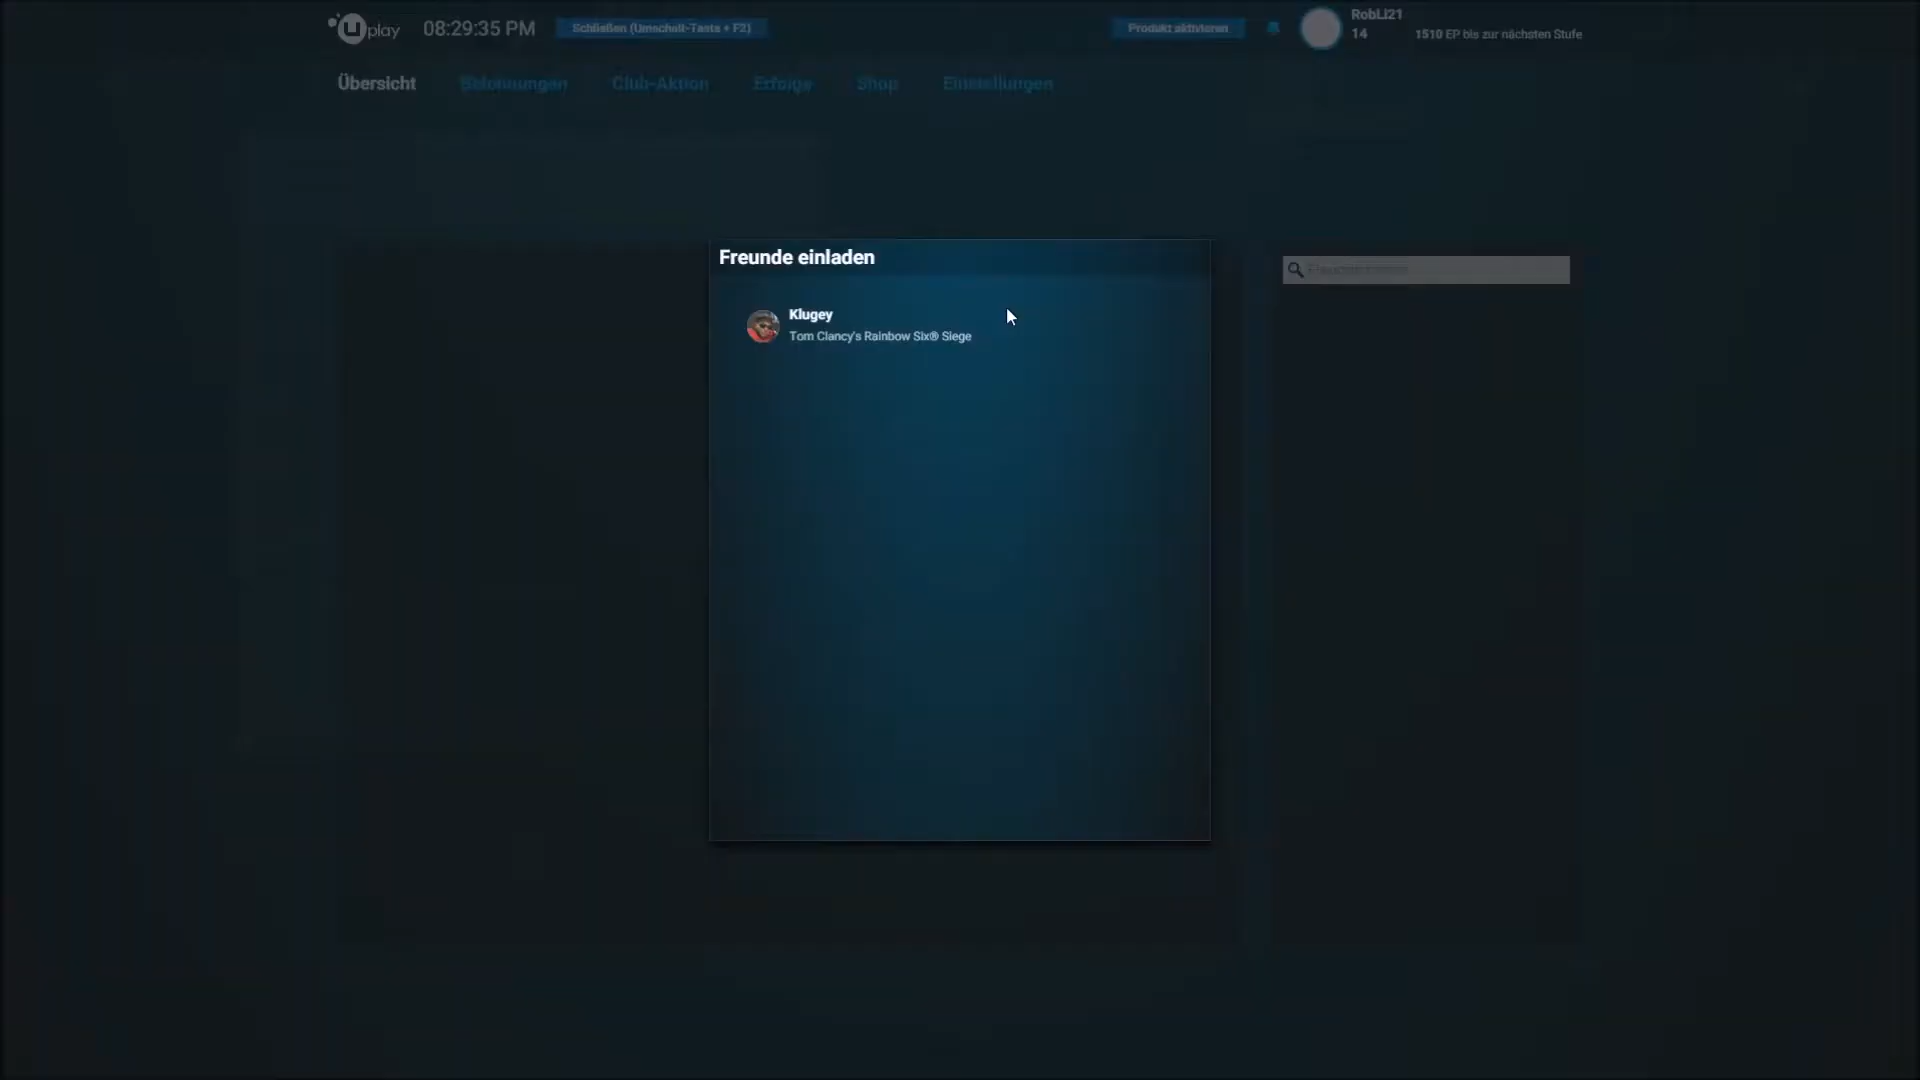 Uplay 08:29:35 PM Schließen (Umschalt-Taste + F2) Produkt aktivieren RobLi21
14 1510 EP bis zur nächsten Stufe
Übersicht Belohnungen Club-Aktion Erfolge Shop Einstellungen
Freunde einladen
Klugey
Tom Clancy's Rainbow Six® Siege